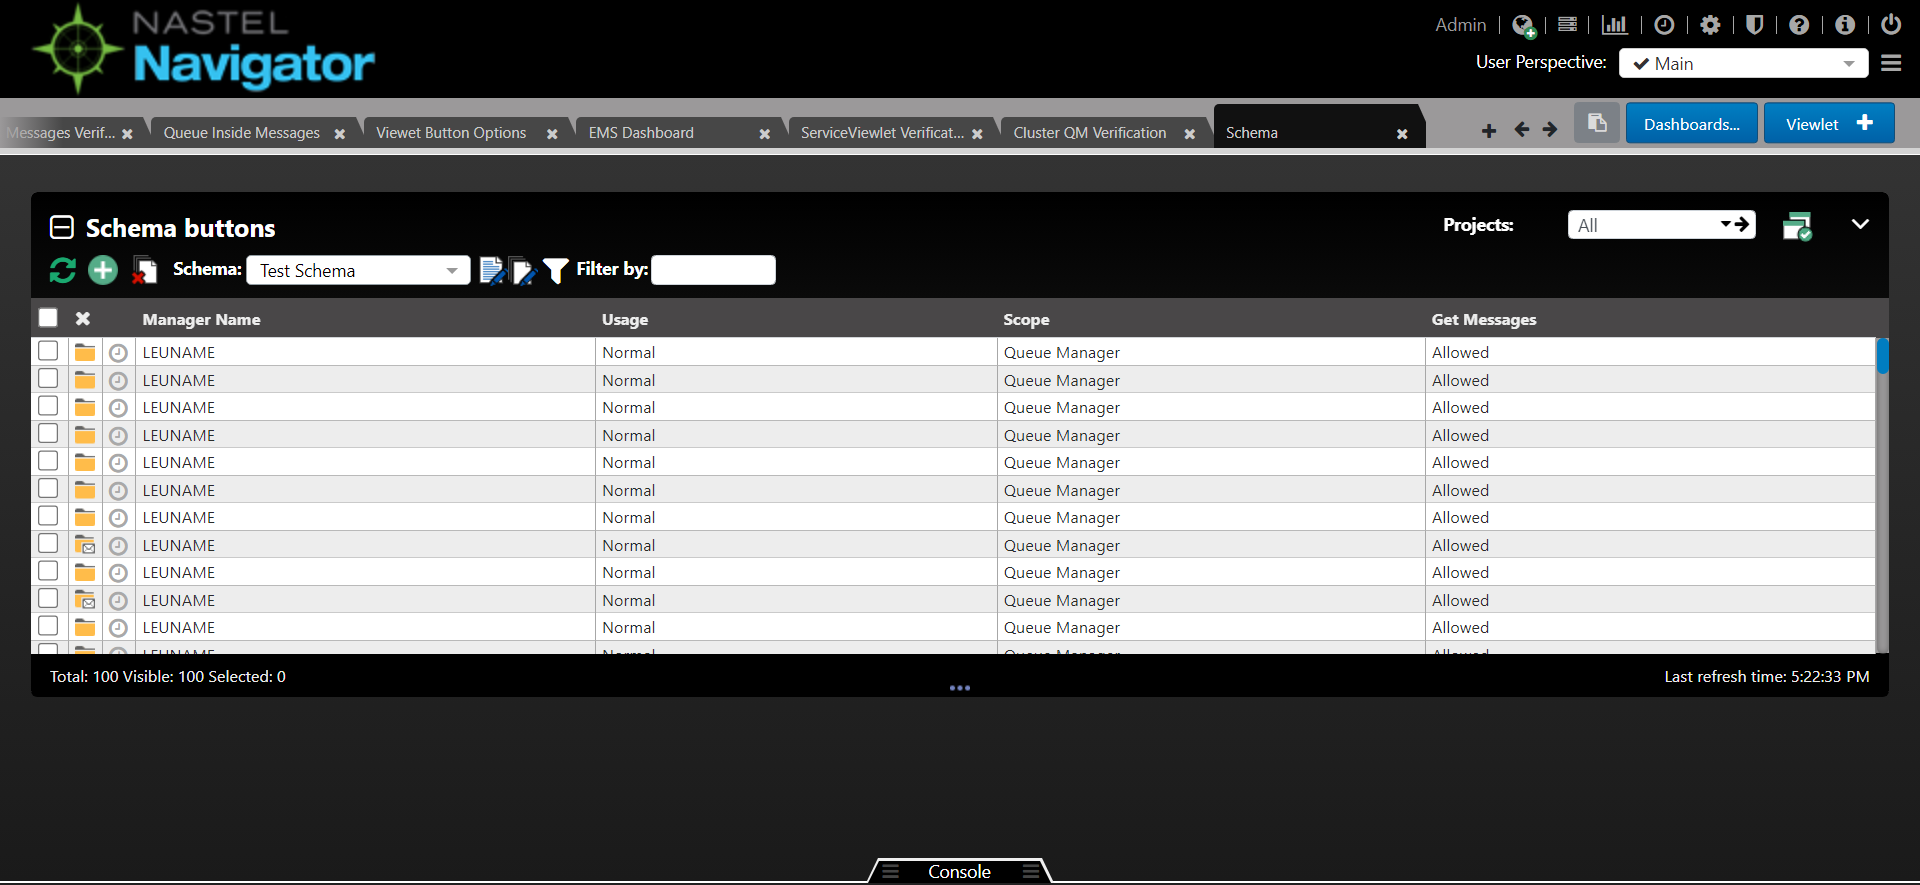 NASTEL
Navigator
Admin
User Perspective: Main
Messages Verif... Queue Inside Messages Viewet Button Options EMS Dashboard ServiceViewlet Verificat... Cluster QM Verification Schema Dashboards... Viewlet
Schema buttons Projects: All
Schema: Test Schema Filter by:
Manager Name Usage Scope Get Messages
LEUNAME Normal Queue Manager Allowed
LEUNAME Normal Queue Manager Allowed
LEUNAME Normal Queue Manager Allowed
LEUNAME Normal Queue Manager Allowed
LEUNAME Normal Queue Manager Allowed
LEUNAME Normal Queue Manager Allowed
LEUNAME Normal Queue Manager Allowed
LEUNAME Normal Queue Manager Allowed
LEUNAME Normal Queue Manager Allowed
LEUNAME Normal Queue Manager Allowed
LEUNAME Normal Queue Manager Allowed
LEUNAME Normal Queue Manager Allowed
Total: 100 Visible: 100 Selected: 0 Last refresh time: 5:22:33 PM
Console